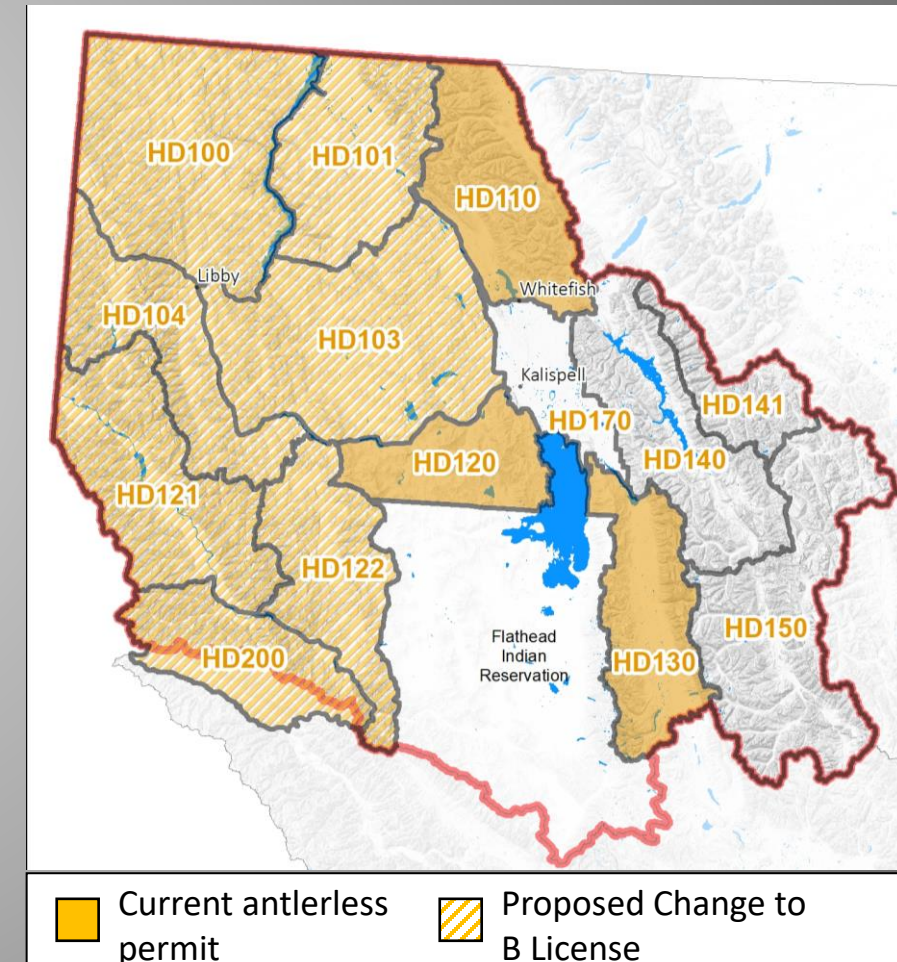 HD100
HD101
HD110
Libby
Whitefish
HD104
HD103
Kalispell
HD141
HD170
HD120
HD140
HD121
HD122
HD150
Flathead
Indian
Reservation
HD200
HD130
Current antlerless
permit
Proposed Change to
B License